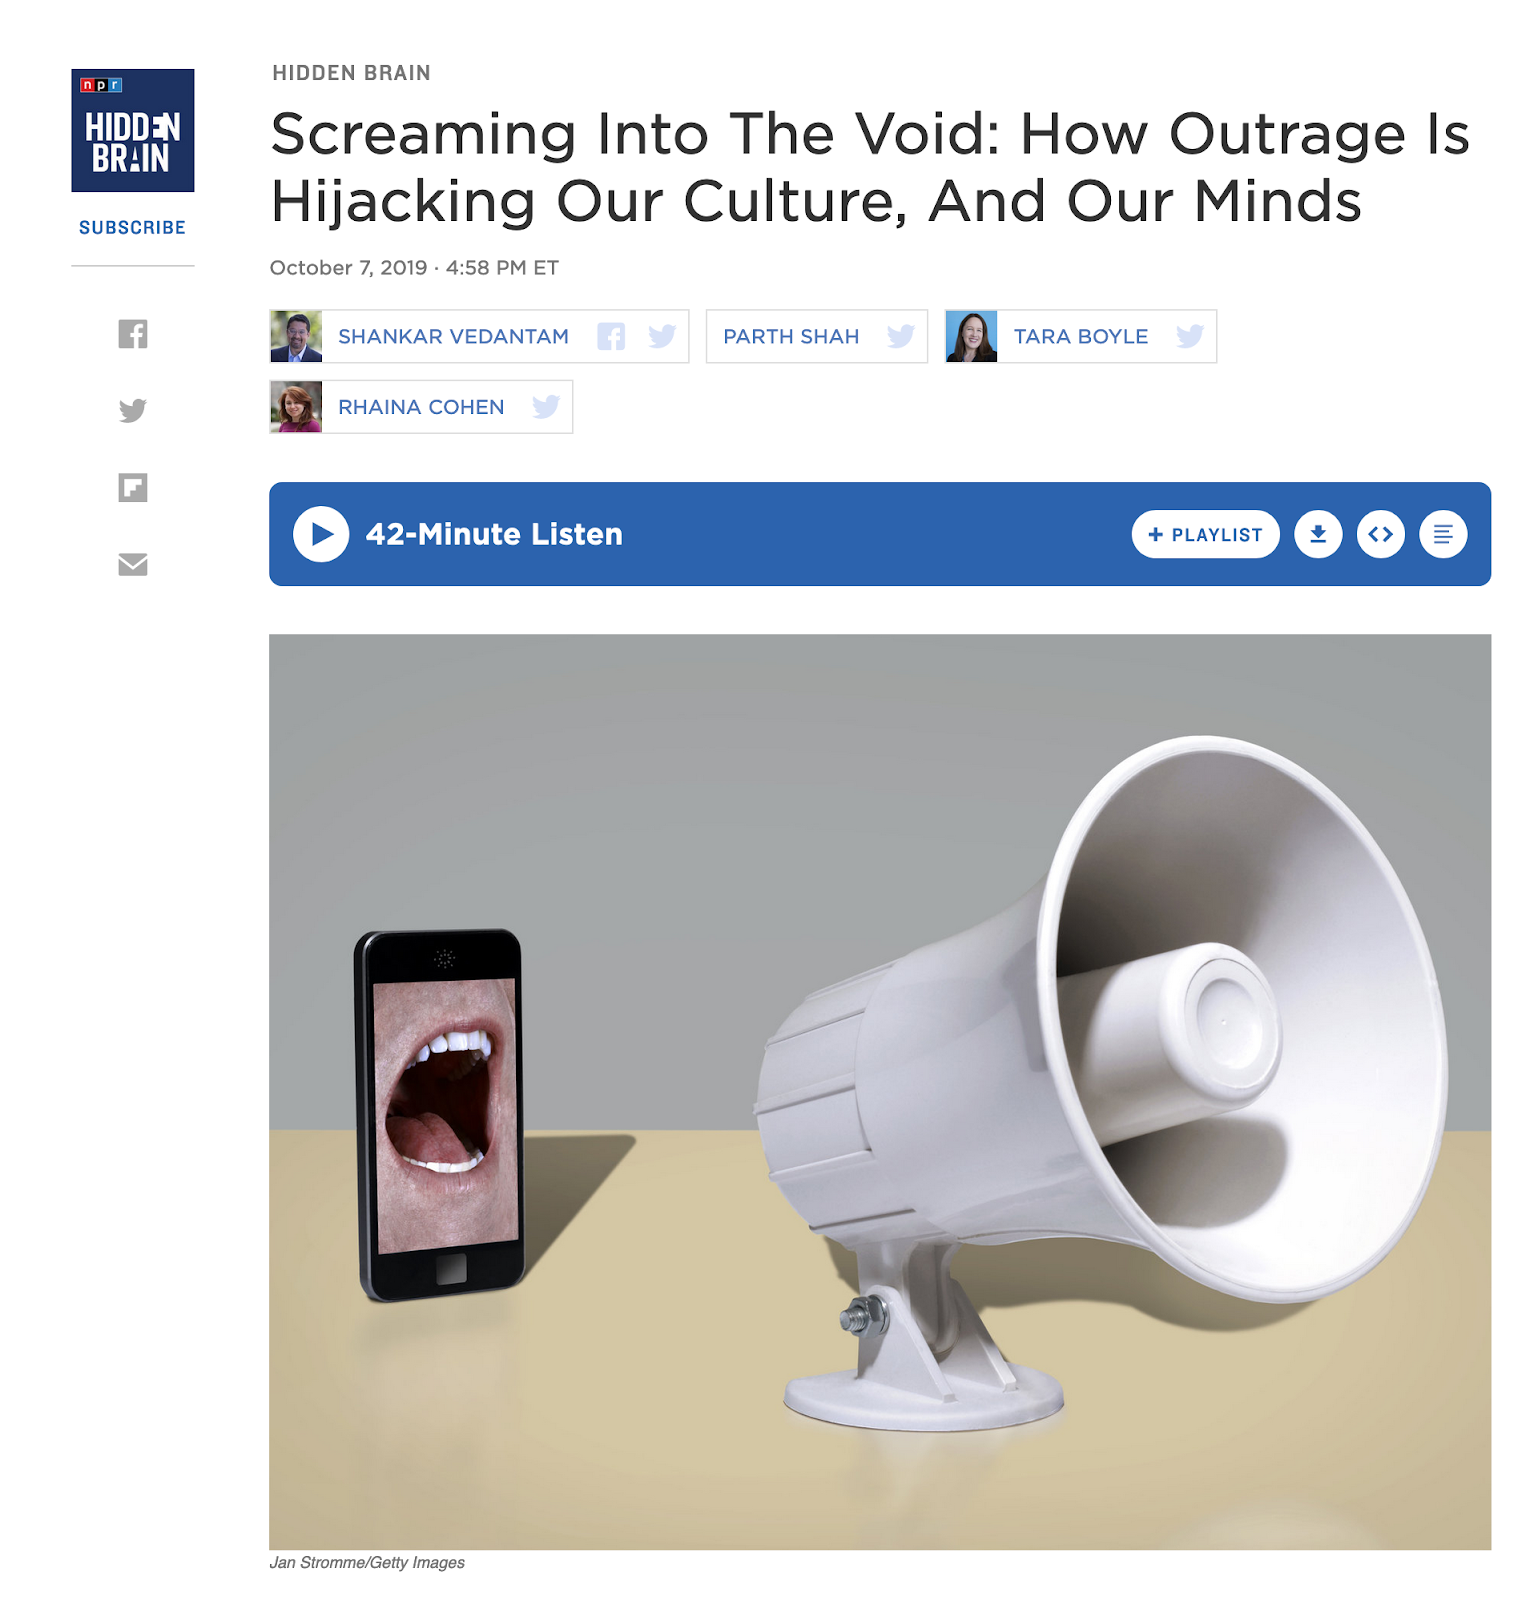 npr
HIDDEN
BRAIN
SUBSCRIBE
HIDDEN BRAIN
Screaming Into The Void: How Outrage Is
Hijacking Our Culture, And Our Minds
October 7, 2019 · 4:58 PM ET
SHANKAR VEDANTAM
PARTH SHAH
TARA BOYLE
RHAINA COHEN
42-Minute Listen
+ PLAYLIST
Jan Stromme/Getty Images